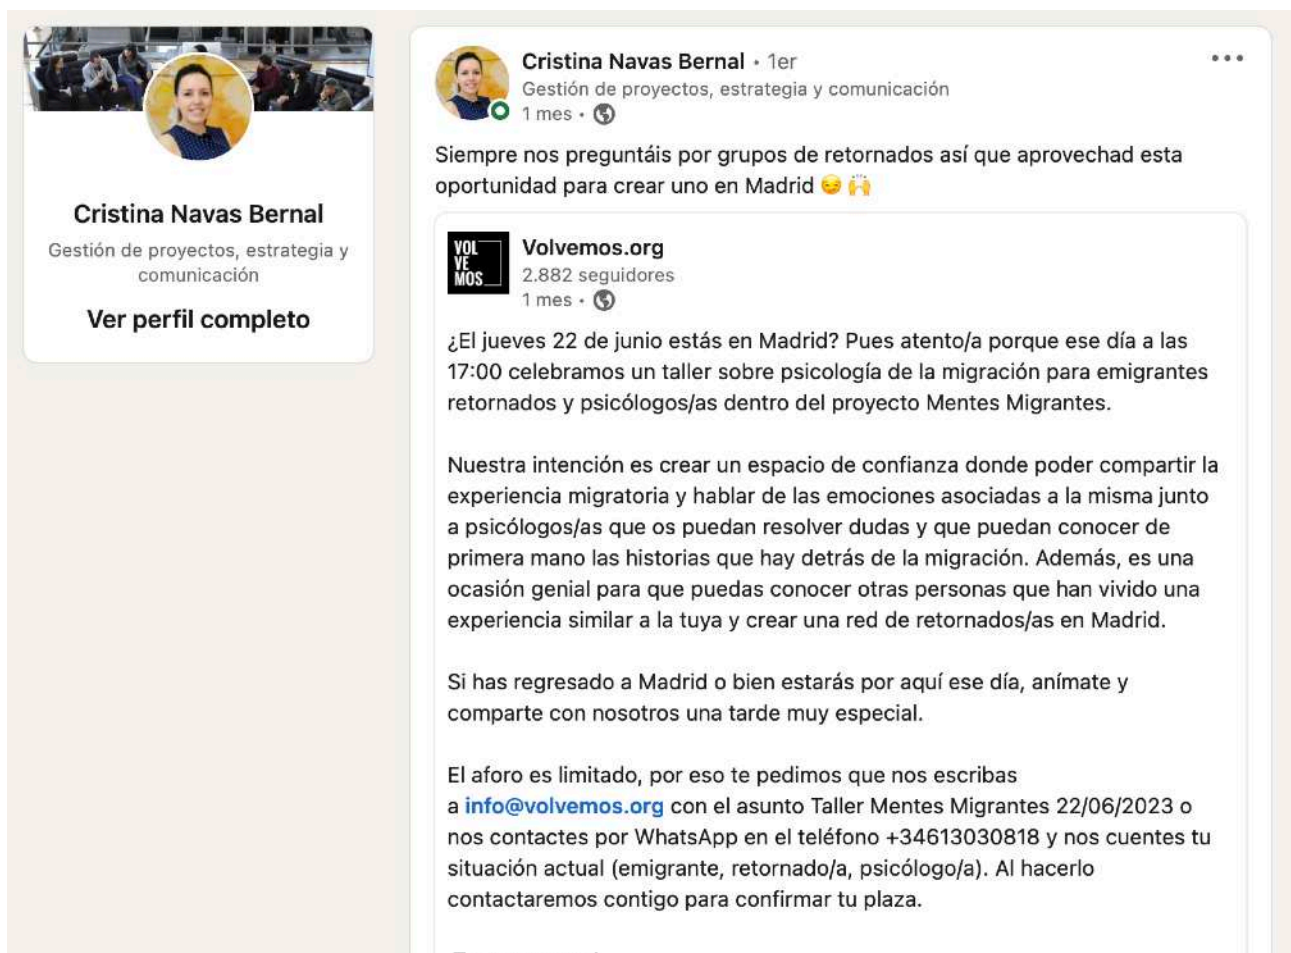 Cristina Navas Bernal
Gestión de proyectos, estrategia y
comunicación
Ver perfil completo
Cristina Navas Bernal • 1er
Gestión de proyectos, estrategia y comunicación
1 mes •
Siempre nos preguntáis por grupos de retornados así que aprovechad esta
oportunidad para crear uno en Madrid 😏 🙌
VOL
VE
MOS
Volvemos.org
2.882 seguidores
1 mes •
¿El jueves 22 de junio estás en Madrid? Pues atento/a porque ese día a las
17:00 celebramos un taller sobre psicología de la migración para emigrantes
retornados y psicólogos/as dentro del proyecto Mentes Migrantes.
Nuestra intención es crear un espacio de confianza donde poder compartir la
experiencia migratoria y hablar de las emociones asociadas a la misma junto
a psicólogos/as que os puedan resolver dudas y que puedan conocer de
primera mano las historias que hay detrás de la migración. Además, es una
ocasión genial para que puedas conocer otras personas que han vivido una
experiencia similar a la tuya y crear una red de retornados/as en Madrid.
Si has regresado a Madrid o bien estarás por aquí ese día, anímate y
comparte con nosotros una tarde muy especial.
El aforo es limitado, por eso te pedimos que nos escribas
a info@volvemos.org con el asunto Taller Mentes Migrantes 22/06/2023 o
nos contactes por WhatsApp en el teléfono +34613030818 y nos cuentes tu
situación actual (emigrante, retornado/a, psicólogo/a). Al hacerlo
contactaremos contigo para confirmar tu plaza.